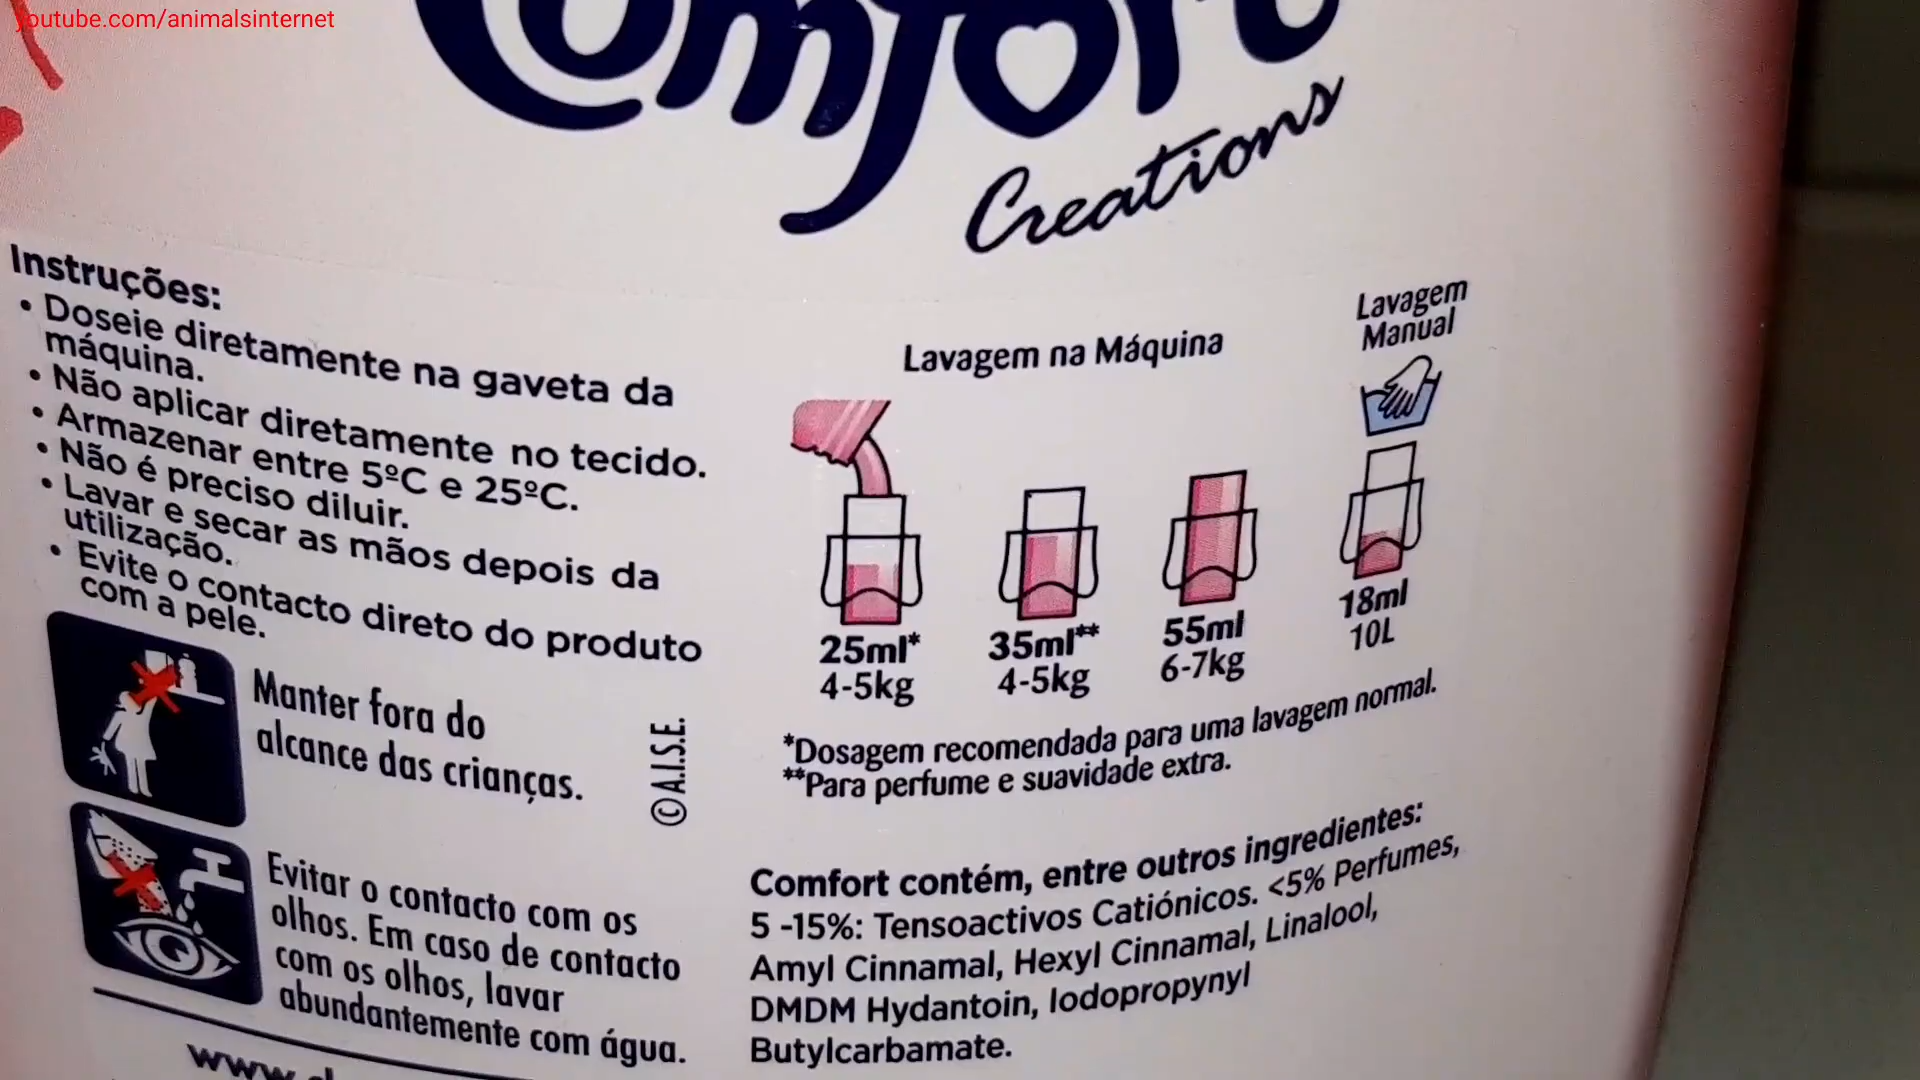 youtube.com/animalsinternet
Comfort
Creations
Instruções:
• Doseie diretamente na gaveta da
máquina.
• Não aplicar diretamente no tecido.
• Armazenar entre 5ºC e 25ºC.
• Não é preciso diluir.
• Lavar e secar as mãos depois da
utilização.
• Evite o contacto direto do produto
com a pele.
Manter fora do
alcance das crianças.
© A.I.S.E.
Evitar o contacto com os
olhos. Em caso de contacto
com os olhos, lavar
abundantemente com água.
Lavagem na Máquina
Lavagem
Manual
25ml*
4-5kg
35ml**
4-5kg
55ml
6-7kg
18ml
10L
*Dosagem recomendada para uma lavagem normal.
**Para perfume e suavidade extra.
Comfort contém, entre outros ingredientes:
5 -15%: Tensoactivos Catiónicos. <5% Perfumes,
Amyl Cinnamal, Hexyl Cinnamal, Linalool,
DMDM Hydantoin, Iodopropynyl
Butylcarbamate.